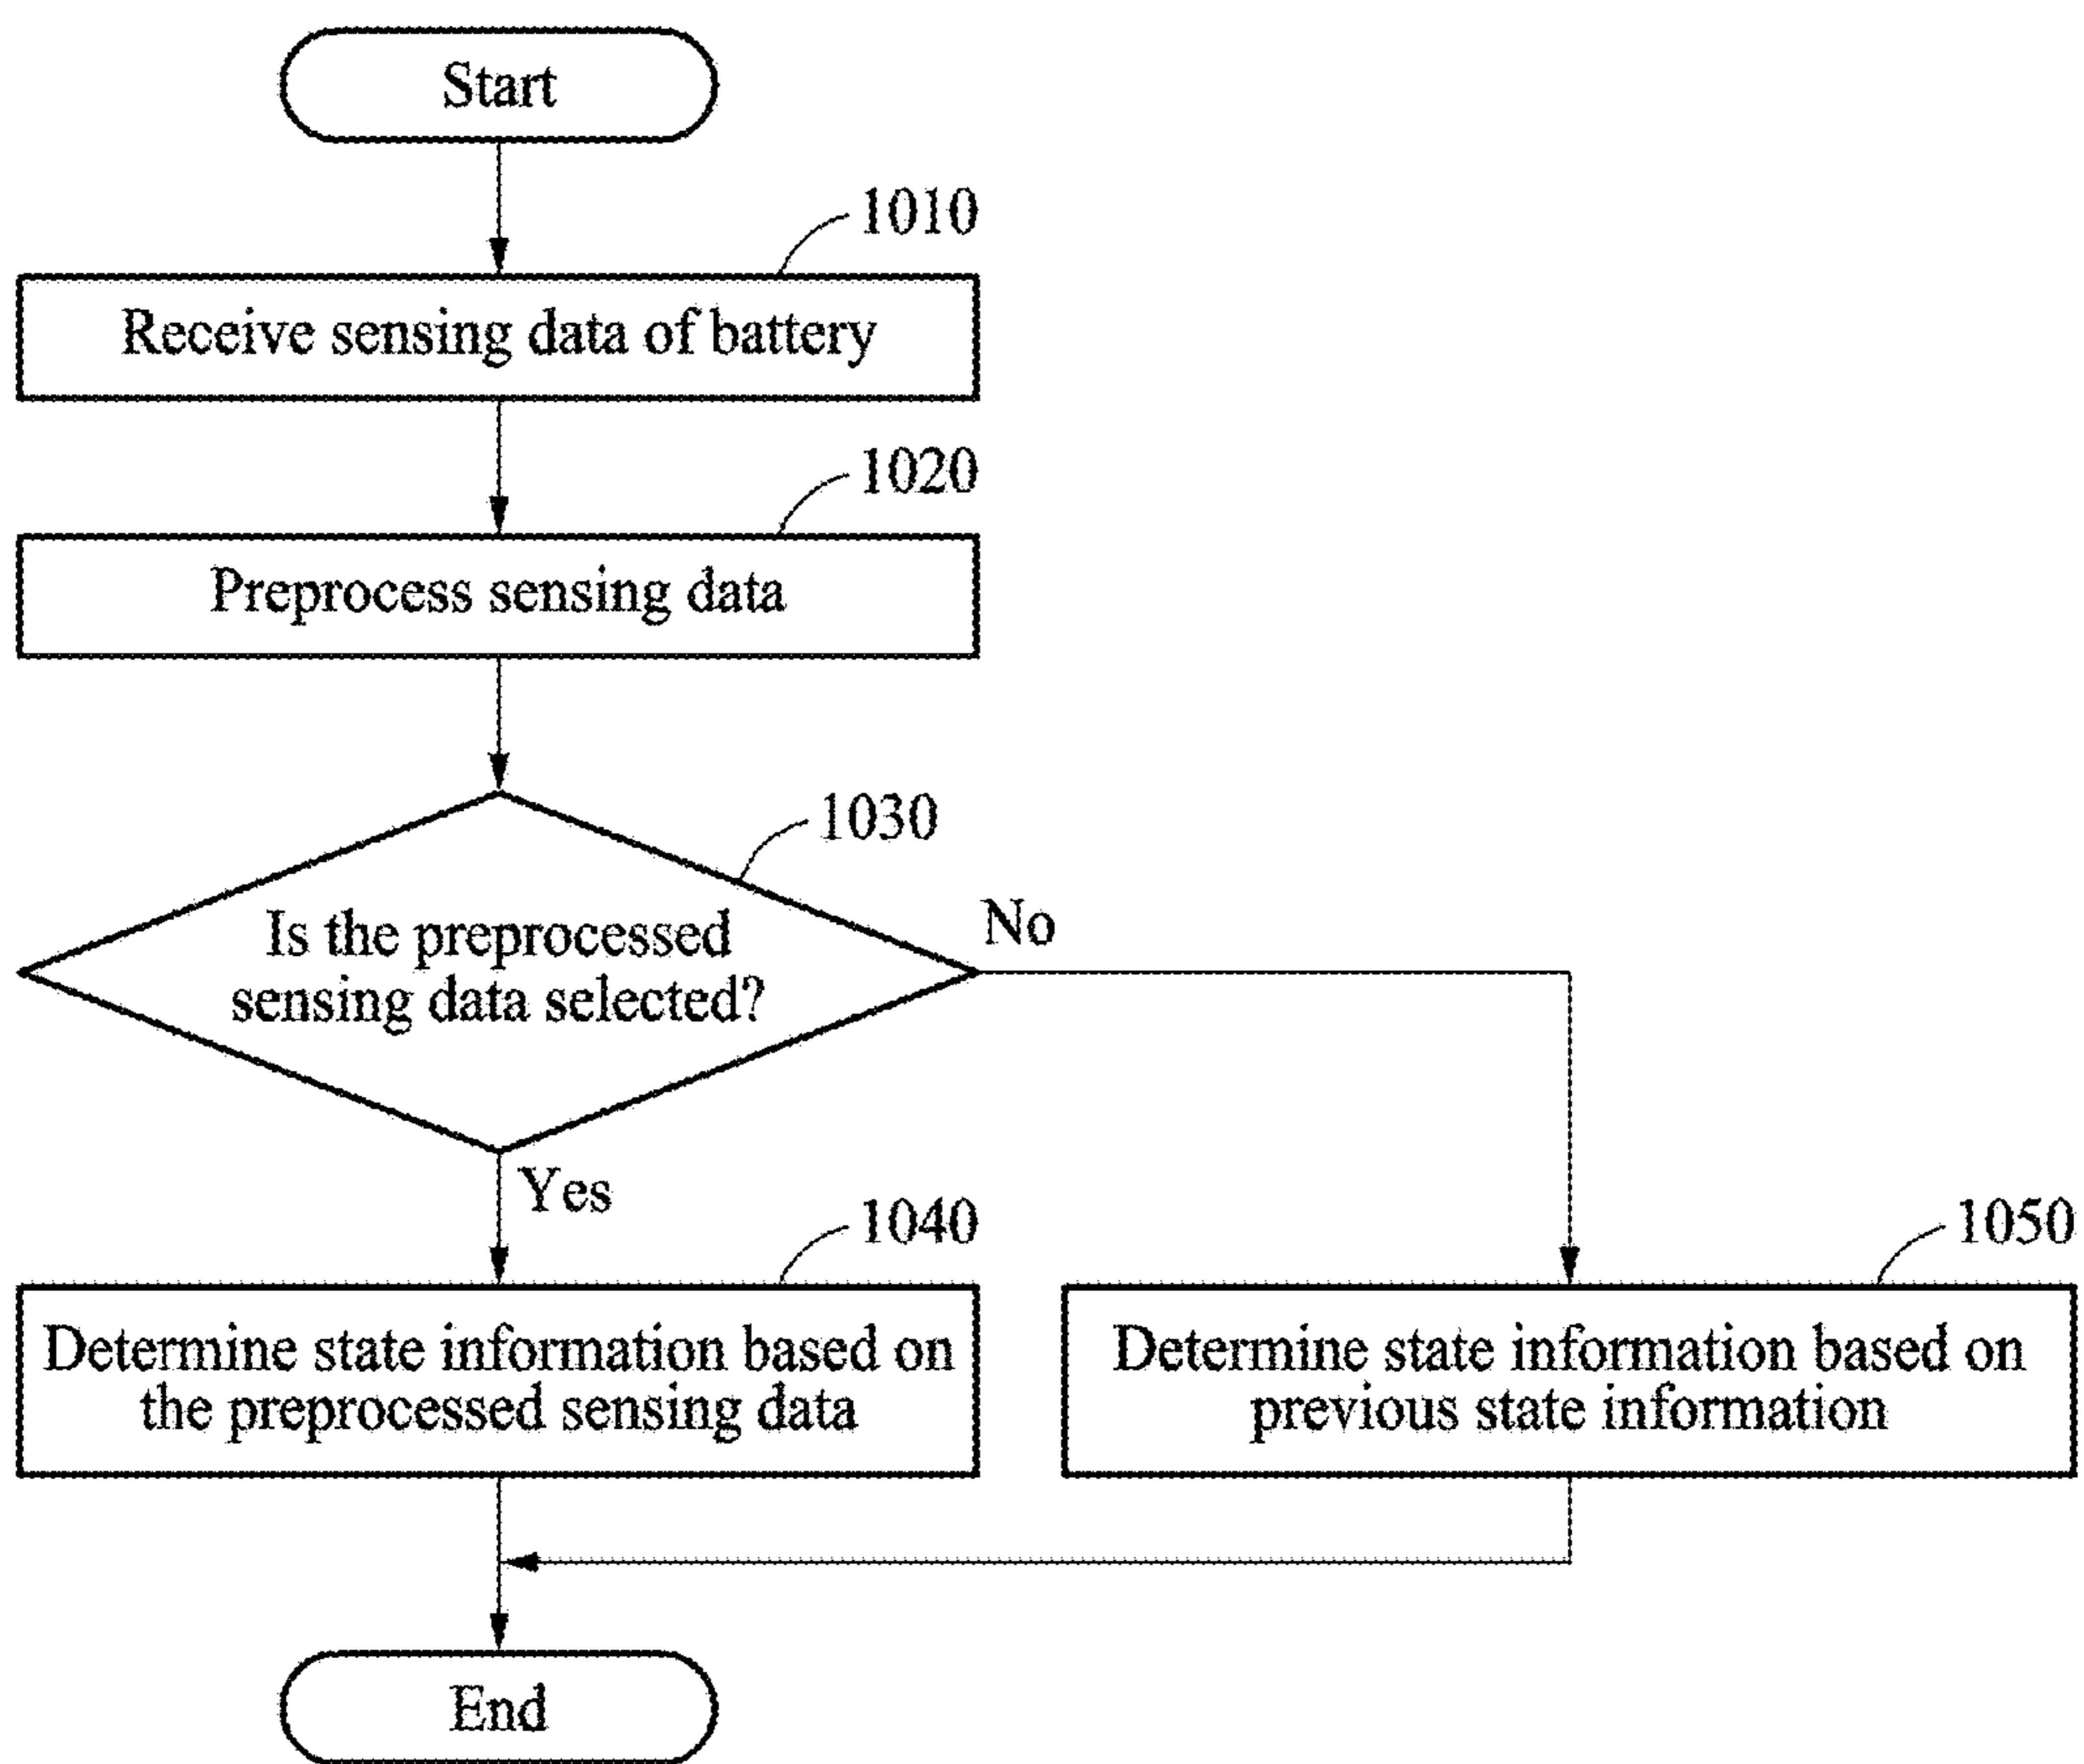 Start
1010
Receive sensing data of battery
1020
Preprocess sensing data
1030
Is the preprocessed
sensing data selected?
No
Yes
1040
Determine state information based on
the preprocessed sensing data
1050
Determine state information based on
previous state information
End